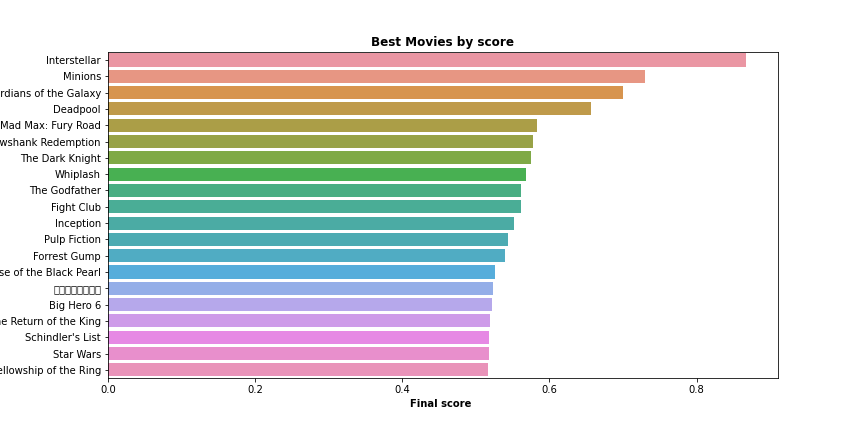 Best Movies by score
Interstellar
Minions
rdians of the Galaxy
Deadpool
Mad Max: Fury Road
wshank Redemption
The Dark Knight
Whiplash
The Godfather
Fight Club
Inception
Pulp Fiction
Forrest Gump
se of the Black Pearl
Big Hero 6
e Return of the King
Schindler's List
Star Wars
ellowship of the Ring
0.0 0.2 0.4 0.6 0.8
Final score